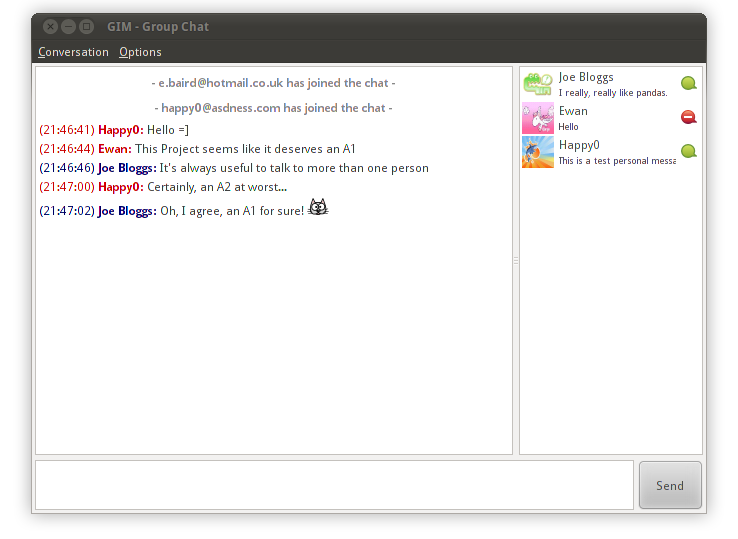 GIM - Group Chat
Conversation Options
- e.baird@hotmail.co.uk has joined the chat -
- happy0@asdness.com has joined the chat -
(21:46:41) Happy0: Hello =]
(21:46:44) Ewan: This Project seems like it deserves an A1
(21:46:46) Joe Bloggs: It's always useful to talk to more than one person
(21:47:00) Happy0: Certainly, an A2 at worst...
(21:47:02) Joe Bloggs: Oh, I agree, an A1 for sure!
Joe Bloggs
I really, really like pandas.
Ewan
Hello
Happy0
This is a test personal messa
Send